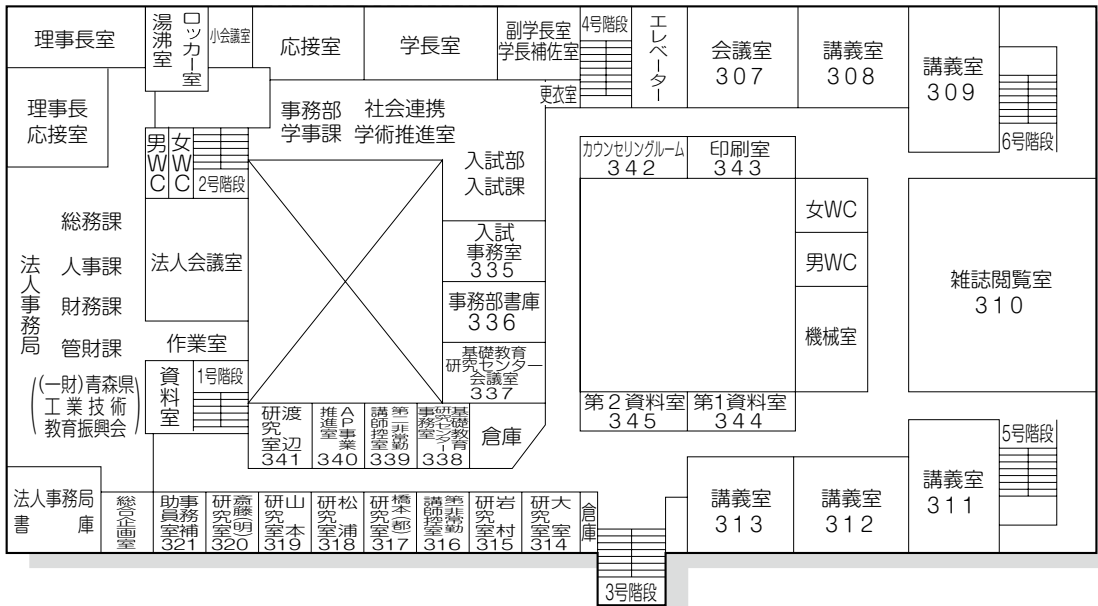 理事長室
湯沸室
ロッカー室
小会議室
応接室
学長室
副学長室
学長補佐室
4号階段
エレベーター
会議室
307
講義室
308
講義室
309
6号階段
理事長
応接室
事務部
学事課
社会連携
学術推進室
更衣室
男WC
女WC
2号階段
入試部
入試課
カウンセリングルーム
342
印刷室
343
法人事務局
総務課
人事課
財務課
管財課
(一財)青森県
工業技術
教育振興会
法人会議室
作業室
資料室
1号階段
入試
事務室
335
事務部書庫
336
基礎教育
研究センター
会議室
337
女WC
男WC
機械室
雑誌閲覧室
310
第2資料室
345
第1資料室
344
渡辺
研究室
341
AP事業
推進室
340
第二非常勤
講師控室
339
基礎教育
研究センター
事務室
338
倉庫
5号階段
法人事務局
書庫
総合企画室
事務補
助員室
321
斎藤(明)
研究室
320
山本
研究室
319
松浦
研究室
318
橋本(都)
研究室
317
第一非常勤
講師控室
316
岩村
研究室
315
大室
研究室
314
倉庫
3号階段
講義室
313
講義室
312
講義室
311